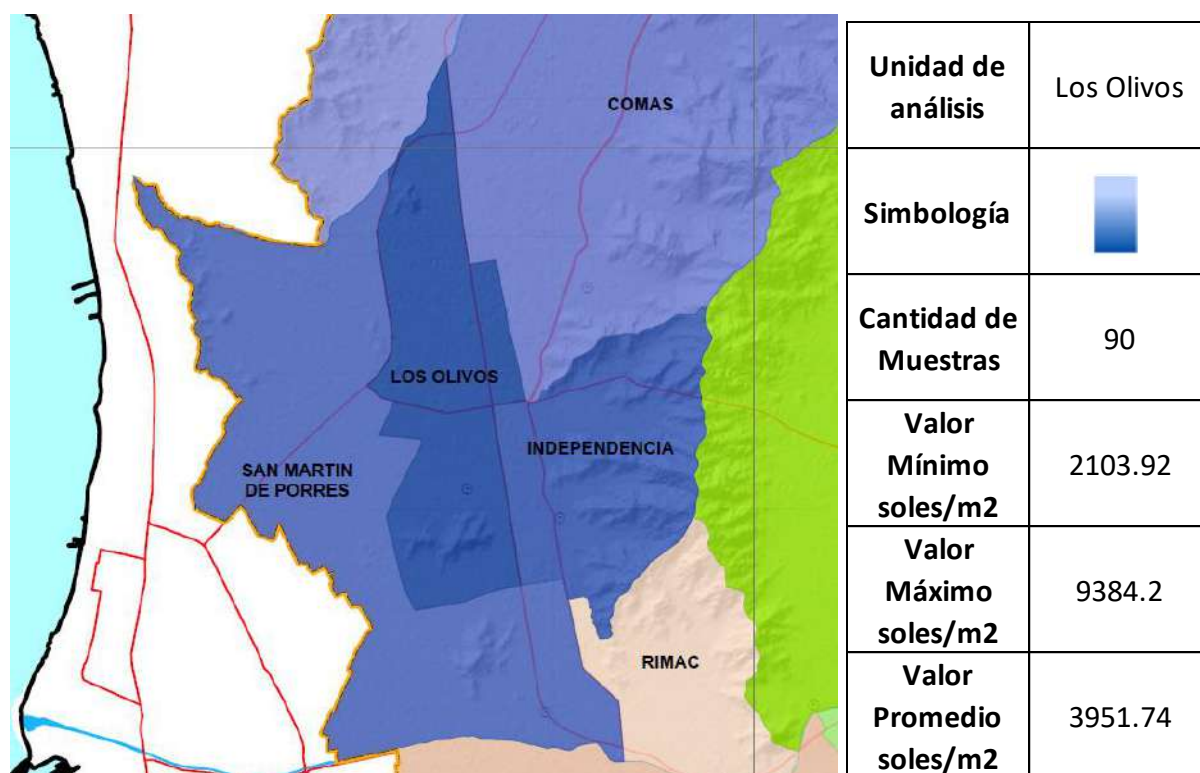 COMAS
LOS OLIVOS
INDEPENDENCIA
SAN MARTIN
DE PORRES
RIMAC
Unidad de
análisis
Los Olivos
Simbología
Cantidad de
Muestras
90
Valor
Mínimo
soles/m2
2103.92
Valor
Máximo
soles/m2
9384.2
Valor
Promedio
soles/m2
3951.74